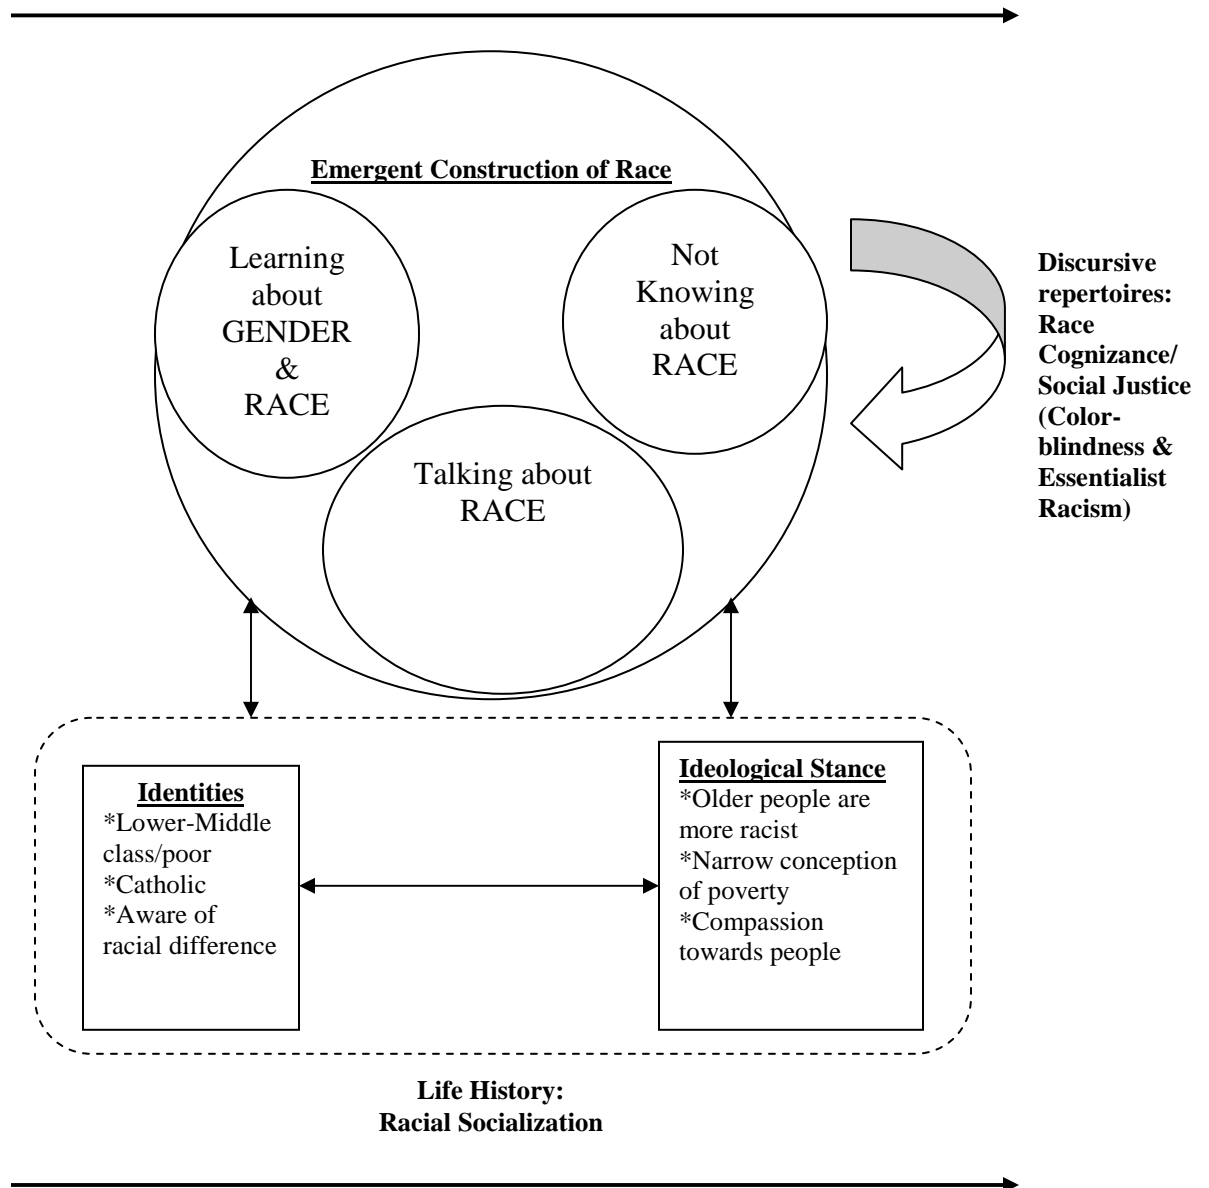 Emergent Construction of Race
Learning
about
GENDER
&
RACE
Not
Knowing
about
RACE
Talking about
RACE
Discursive
repertoires:
Race
Cognizance/
Social Justice
(Color-
blindness &
Essentialist
Racism)
Identities
*Lower-Middle
class/poor
*Catholic
*Aware of
racial difference
Ideological Stance
*Older people are
more racist
*Narrow conception
of poverty
*Compassion
towards people
Life History:
Racial Socialization